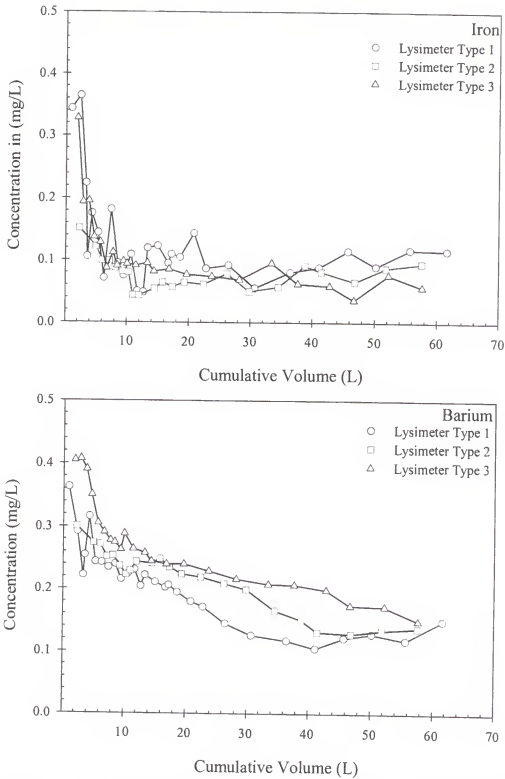 Iron
Lysimeter Type 1
Lysimeter Type 2
Lysimeter Type 3
0.5
0.4
0.3
0.2
0.1
0.0
Concentration in (mg/L)
10 20 30 40 50 60 70
Cumulative Volume (L)
Barium
Lysimeter Type 1
Lysimeter Type 2
Lysimeter Type 3
0.5
0.4
0.3
0.2
0.1
0.0
Concentration (mg/L)
10 20 30 40 50 60 70
Cumulative Volume (L)